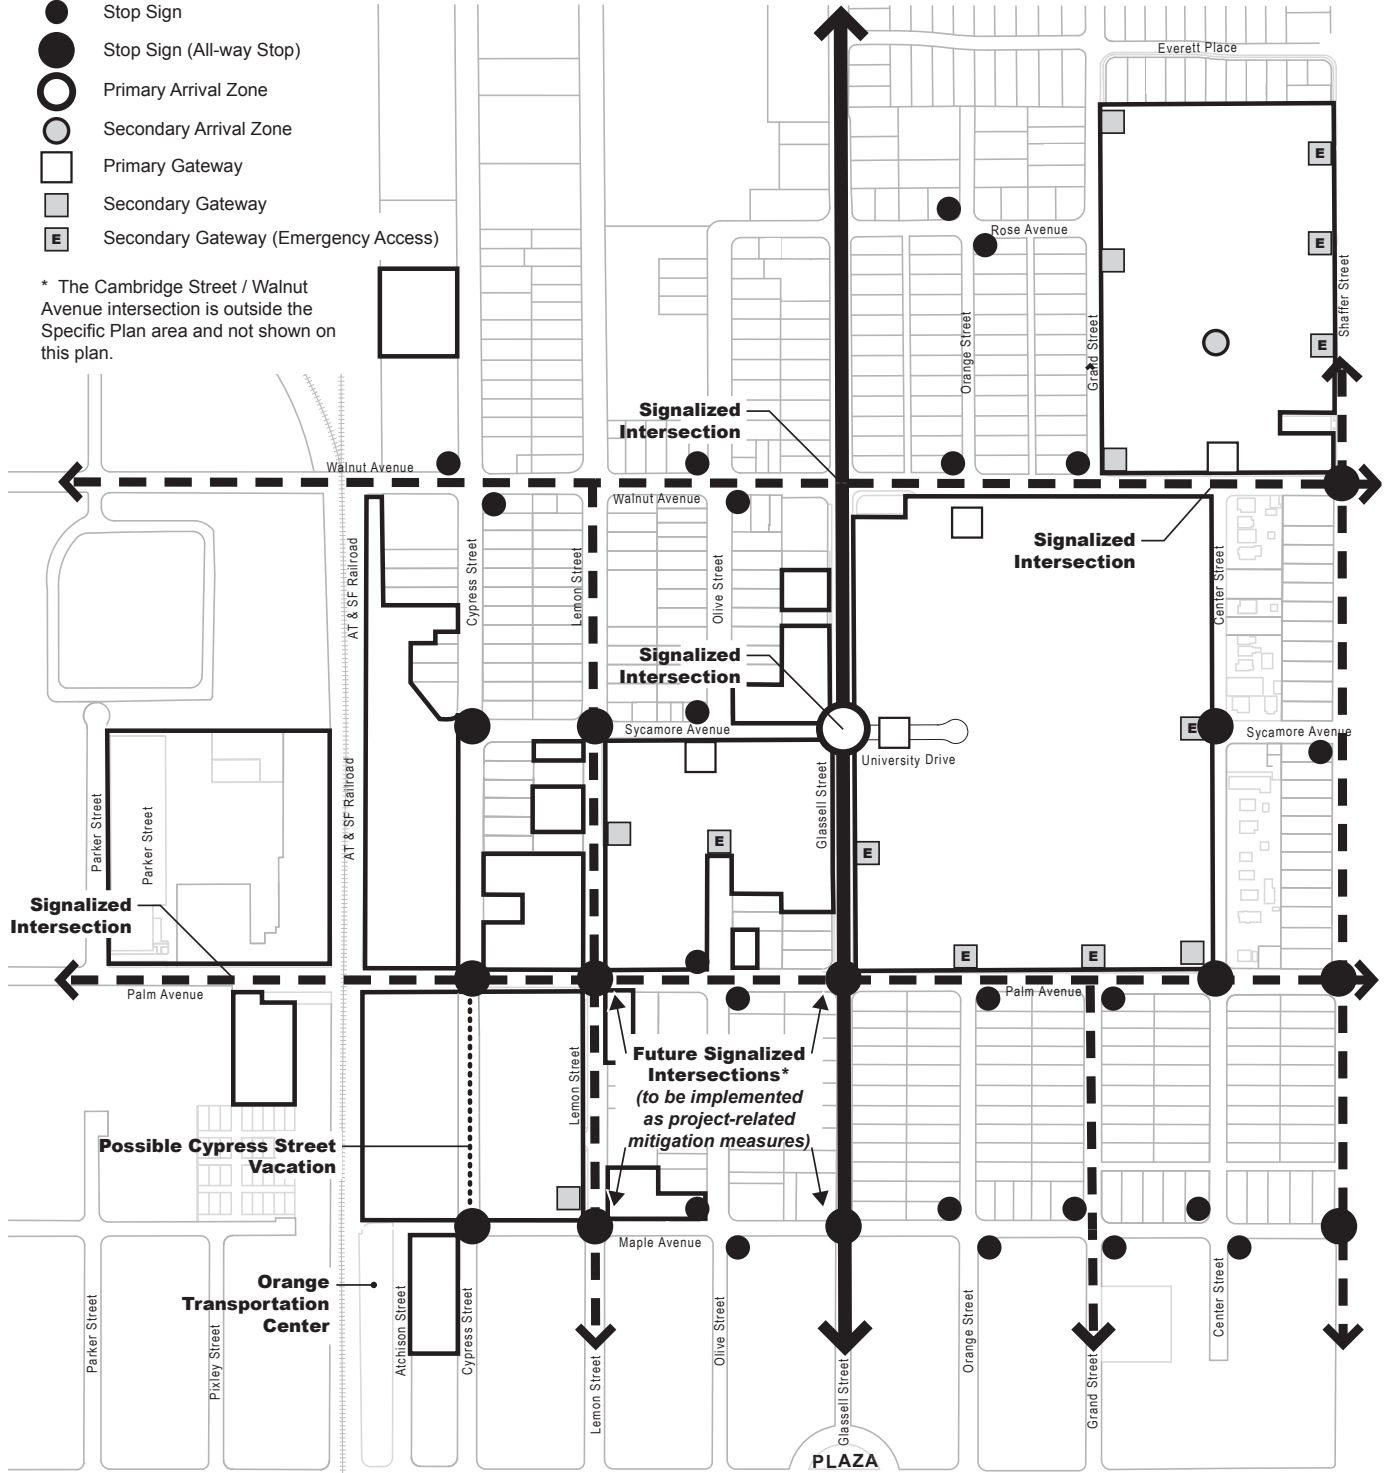 Stop Sign
Stop Sign (All-way Stop)
Primary Arrival Zone
Secondary Arrival Zone
Primary Gateway
Secondary Gateway
E
Secondary Gateway (Emergency Access)
* The Cambridge Street / Walnut
Avenue intersection is outside the
Specific Plan area and not shown on
this plan.
Everett Place
E
Rose Avenue
E
Shaffer Street
E
Orange Street
Grand Street
Signalized
Intersection
Walnut Avenue
Walnut Avenue
Signalized
Intersection
AT & SF Railroad
Cypress Street
Lemon Street
Olive Street
Center Street
Signalized
Intersection
Sycamore Avenue
E
Sycamore Avenue
University Drive
Parker Street
Parker Street
AT & SF Railroad
Glassell Street
E
E
Signalized
Intersection
E
E
Palm Avenue
Palm Avenue
Lemon Street
Future Signalized
Intersections*
(to be implemented
as project-related
mitigation measures)
Possible Cypress Street
Vacation
Maple Avenue
Orange
Transportation
Center
Parker Street
Pixley Street
Atchison Street
Cypress Street
Lemon Street
Olive Street
Glassell Street
Orange Street
Grand Street
Center Street
PLAZA